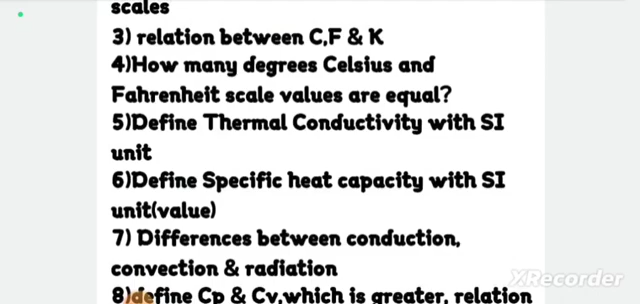 scales
3) relation between C,F & K
4)How many degrees Celsius and
Fahrenheit scale values are equal?
5)Define Thermal Conductivity with SI
unit
6)Define Specific heat capacity with SI
unit(value)
7) Differences between conduction,
convection & radiation
XRecorder
8)define Cp & Cv,which is greater, relation